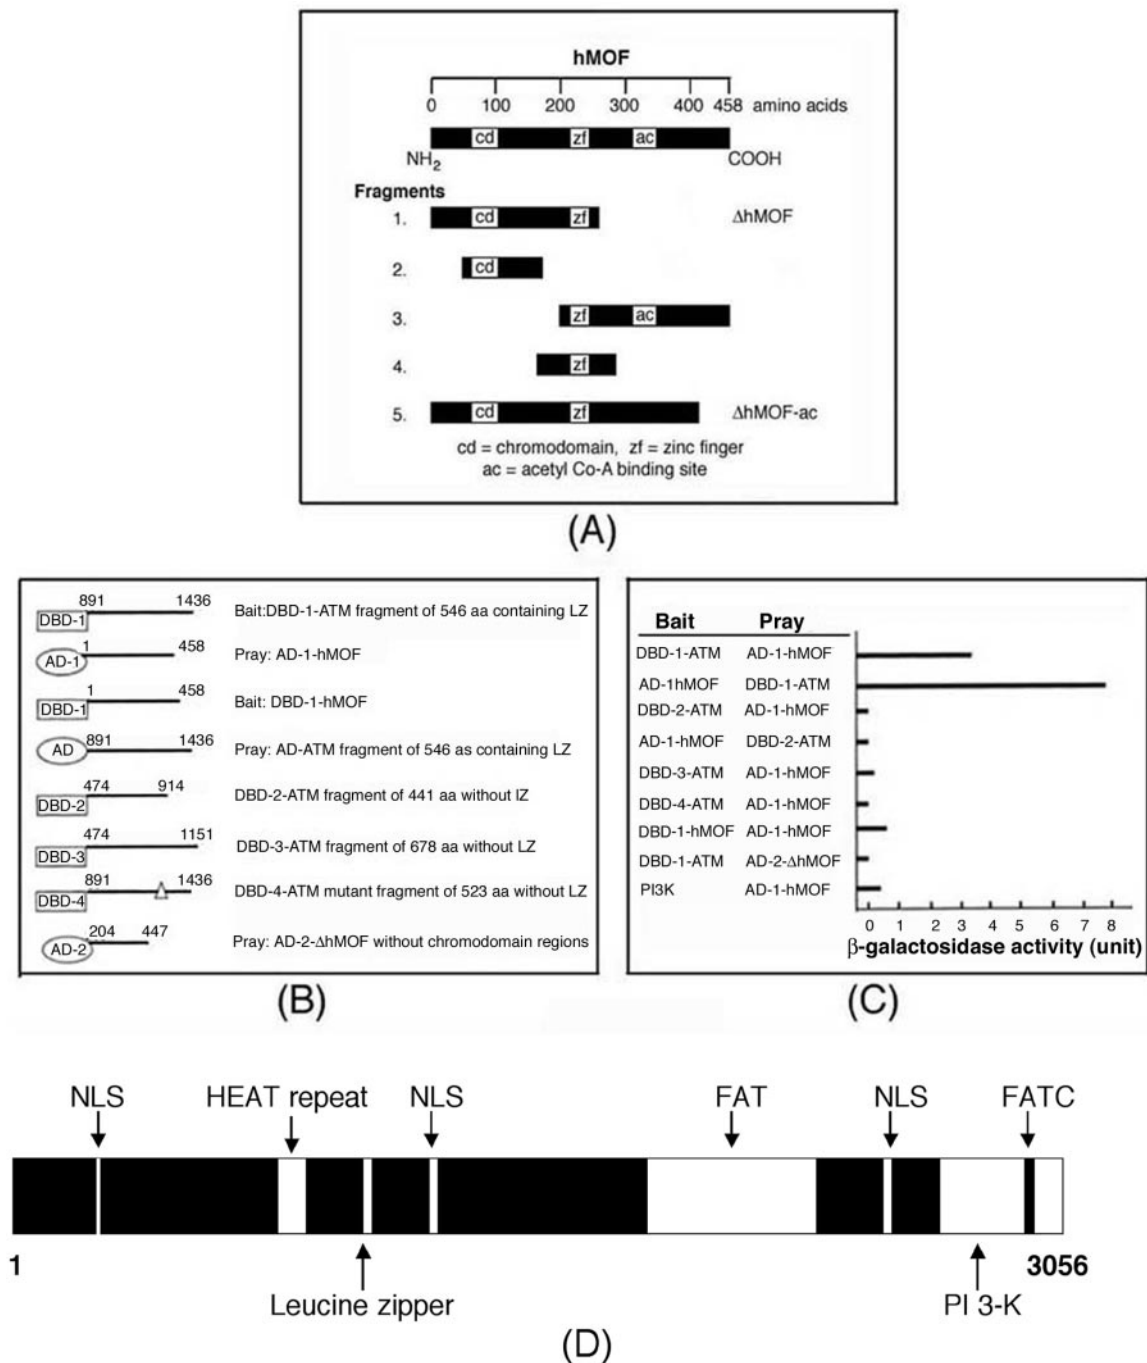 hMOF
0 100 200 300 400 458 amino acids
cd zf ac
NH2 COOH
Fragments
1. cd zf ΔhMOF
2. cd
3. zf ac
4. zf
5. cd zf ΔhMOF-ac
cd = chromodomain, zf = zinc finger
ac = acetyl Co-A binding site
(A)
891 1436
DBD-1 Bait:DBD-1-ATM fragment of 546 aa containing LZ
1 458
AD-1 Pray: AD-1-hMOF
1 458
DBD-1 Bait: DBD-1-hMOF
891 1436
AD Pray: AD-ATM fragment of 546 as containing LZ
474 914
DBD-2 DBD-2-ATM fragment of 441 aa without lZ
474 1151
DBD-3 DBD-3-ATM fragment of 678 aa without LZ
891 1436
DBD-4 DBD-4-ATM mutant fragment of 523 aa without LZ
204 447
AD-2 Pray: AD-2-ΔhMOF without chromodomain regions
(B)
Bait Pray
DBD-1-ATM AD-1-hMOF
AD-1hMOF DBD-1-ATM
DBD-2-ATM AD-1-hMOF
AD-1-hMOF DBD-2-ATM
DBD-3-ATM AD-1-hMOF
DBD-4-ATM AD-1-hMOF
DBD-1-hMOF AD-1-hMOF
DBD-1-ATM AD-2-ΔhMOF
PI3K AD-1-hMOF
0 1 2 3 4 5 6 7 8
β-galactosidase activity (unit)
(C)
NLS HEAT repeat NLS FAT NLS FATC
1 3056
Leucine zipper PI 3-K
(D)